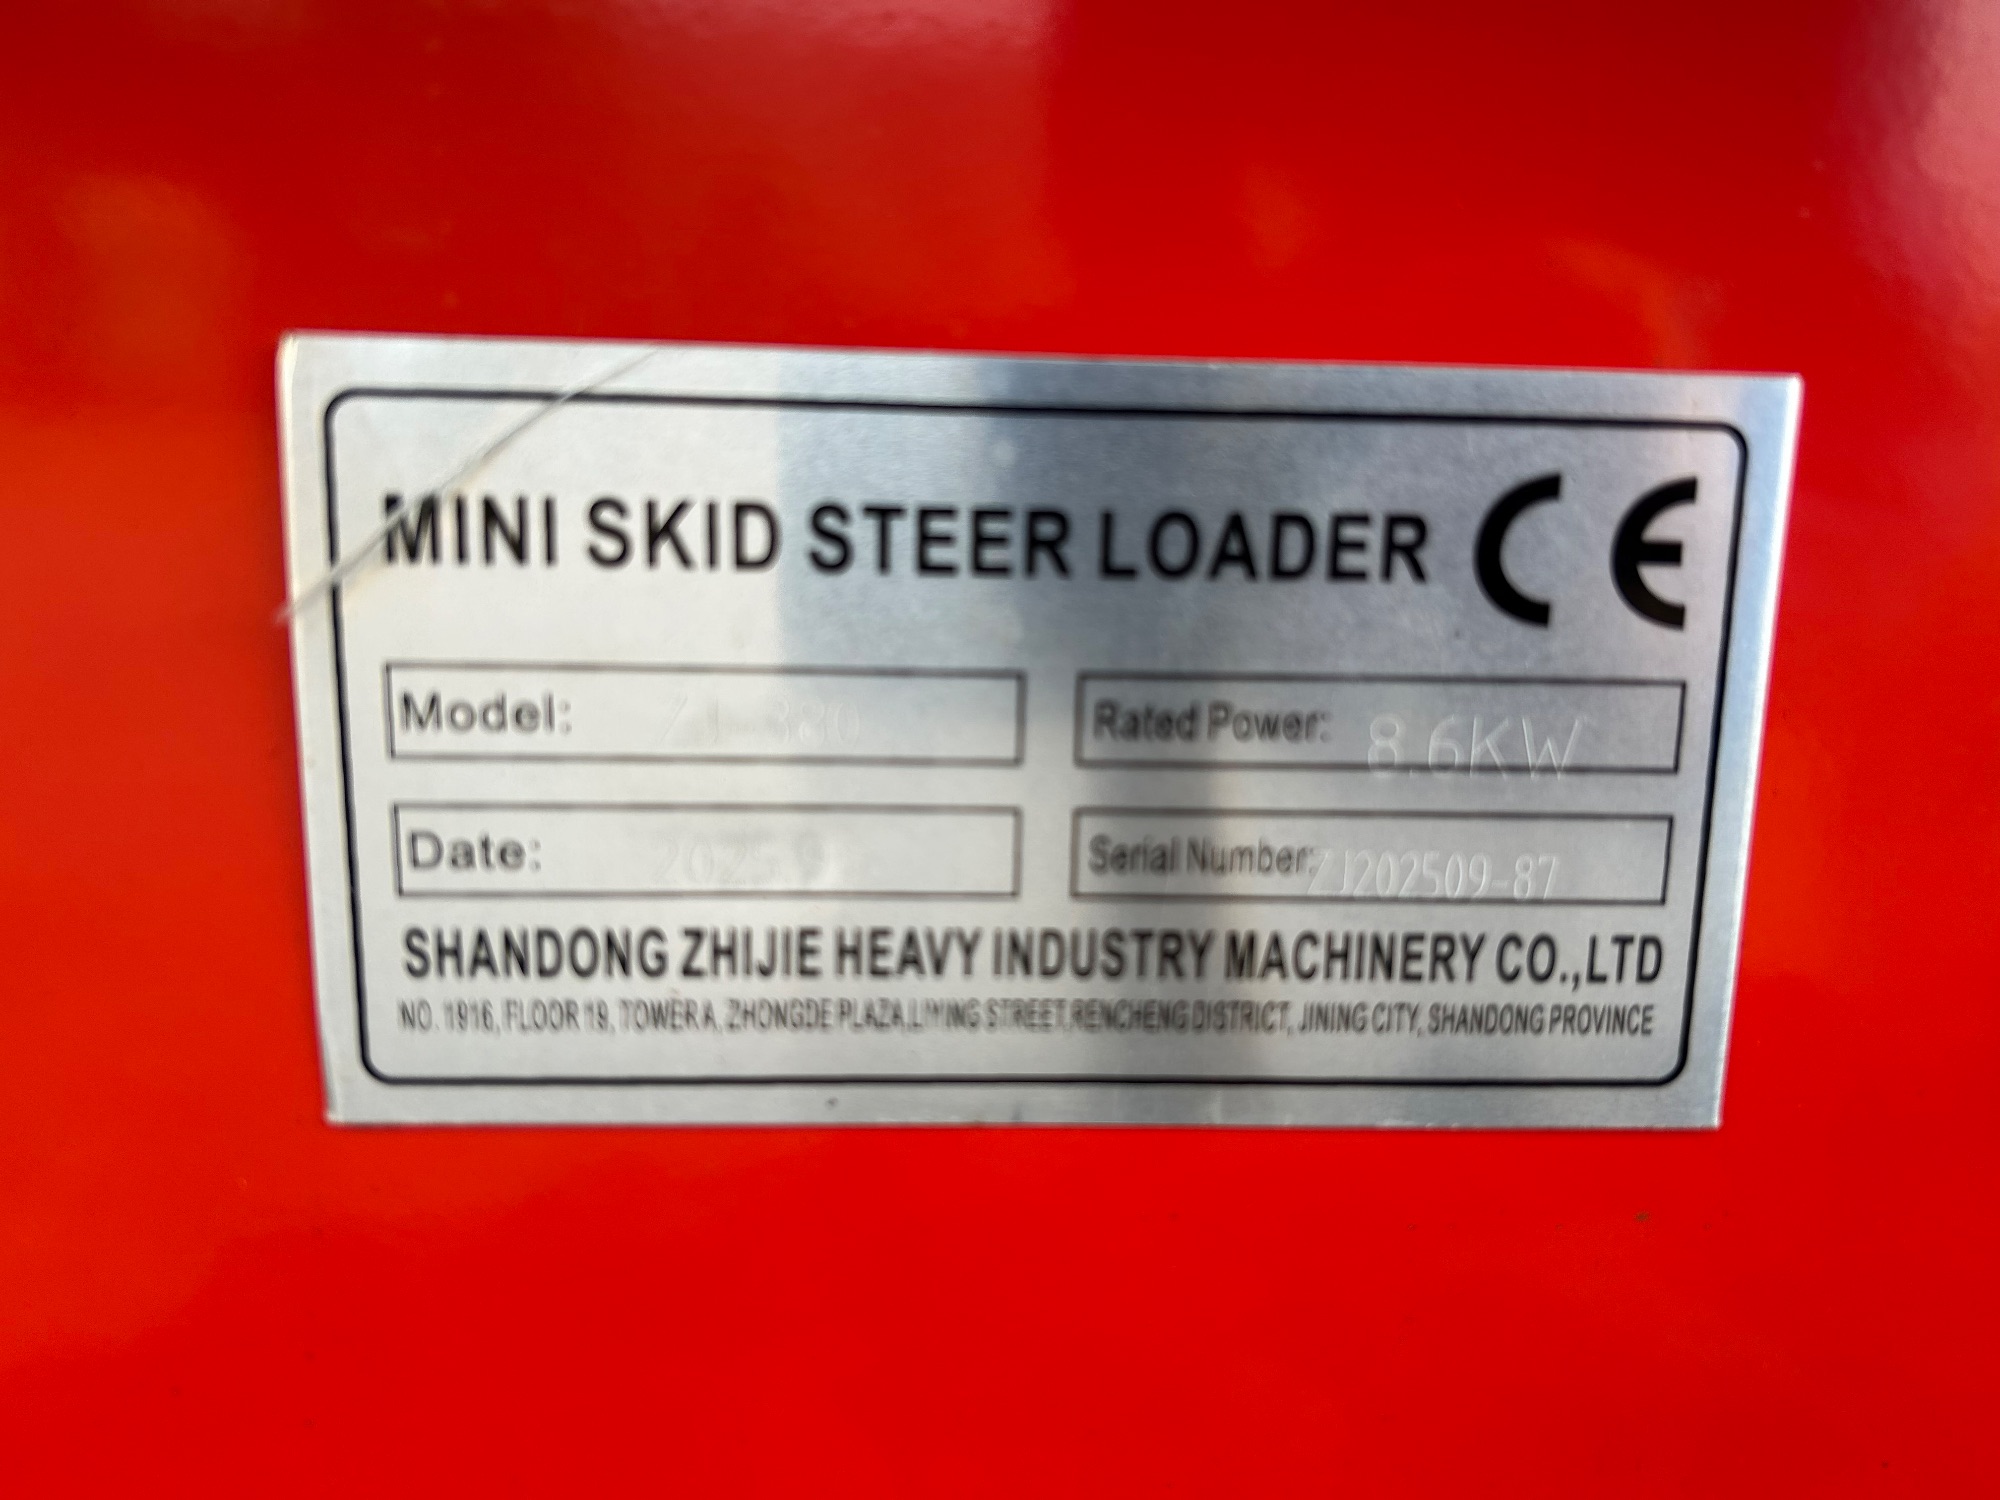 MINI SKID STEER LOADER CE
Model: ZJ-380
Rated Power: 8.6KW
Date: 2025.9
Serial Number: ZJ202509-87
SHANDONG ZHIJIE HEAVY INDUSTRY MACHINERY CO.,LTD
NO. 1916, FLOOR 19, TOWER A, ZHONGDE PLAZA, STREET, RENCHENG DISTRICT, JINING CITY, SHANDONG PROVINCE